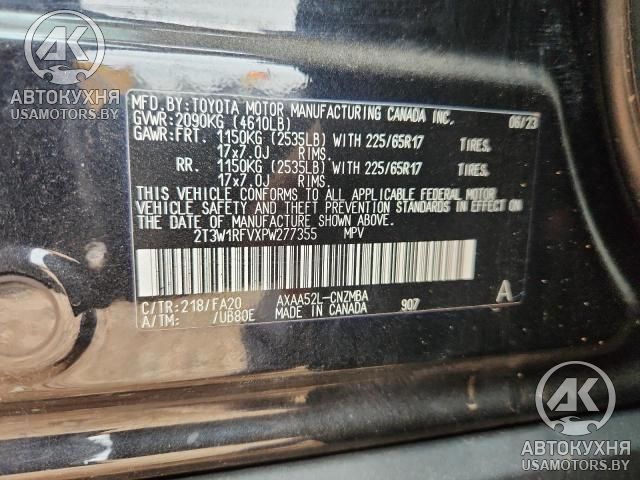 AK
АВТОКУХНЯ
USAMOTORS.BY
MFD. BY: TOYOTA MOTOR MANUFACTURING CANADA INC. 06/23
GVWR: 2090KG (4610LB)
GAWR: FRT. 1150KG (2535LB) WITH 225/65R17 TIRES.
17x7.0J RIMS.
RR. 1150KG (2535LB) WITH 225/65R17 TIRES.
17x7.0J RIMS.
THIS VEHICLE CONFORMS TO ALL APPLICABLE FEDERAL MOTOR
VEHICLE SAFETY AND THEFT PREVENTION STANDARDS IN EFFECT ON
THE DATE OF MANUFACTURE SHOWN ABOVE.
2T3W1RFVXPW277355 MPV
C/TR: 218/FA20 AXAA52L-CNZMBA 907 A
A/TM: /UB80E MADE IN CANADA
AK
АВТОКУХНЯ
USAMOTORS.BY